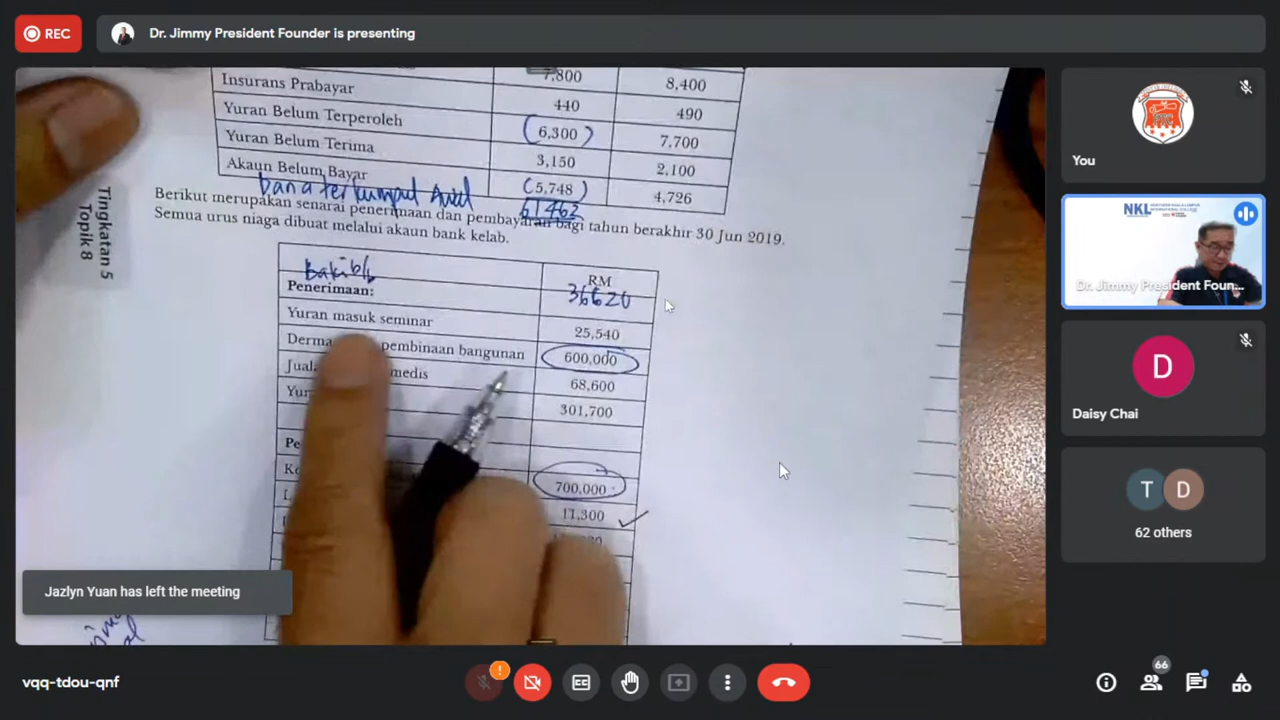 REC
Dr. Jimmy President Founder is presenting
7,800 8,400
Insurans Prabayar 440 490
Yuran Belum Terperoleh (6,300) 7,700
Yuran Belum Terima 3,150 2,100
Akaun Belum Bayar (5,748) 4,726
Dana terkumpul Awal 61462
Berikut merupakan senarai penerimaan dan pembayaran bagi tahun berakhir 30 Jun 2019.
Semua urus niaga dibuat melalui akaun bank kelab.
Tingkatan 5
Topik 8
RM
Baki b/b 36620
Penerimaan:
Yuran masuk seminar 25,540
Derma pembinaan bangunan 600,000
medis 68,600
301,700
700,000
11,300
Jazlyn Yuan has left the meeting
vqq-tdou-qnf
You
NKL
Dr. Jimmy President Foun...
D
Daisy Chai
T D
62 others
66